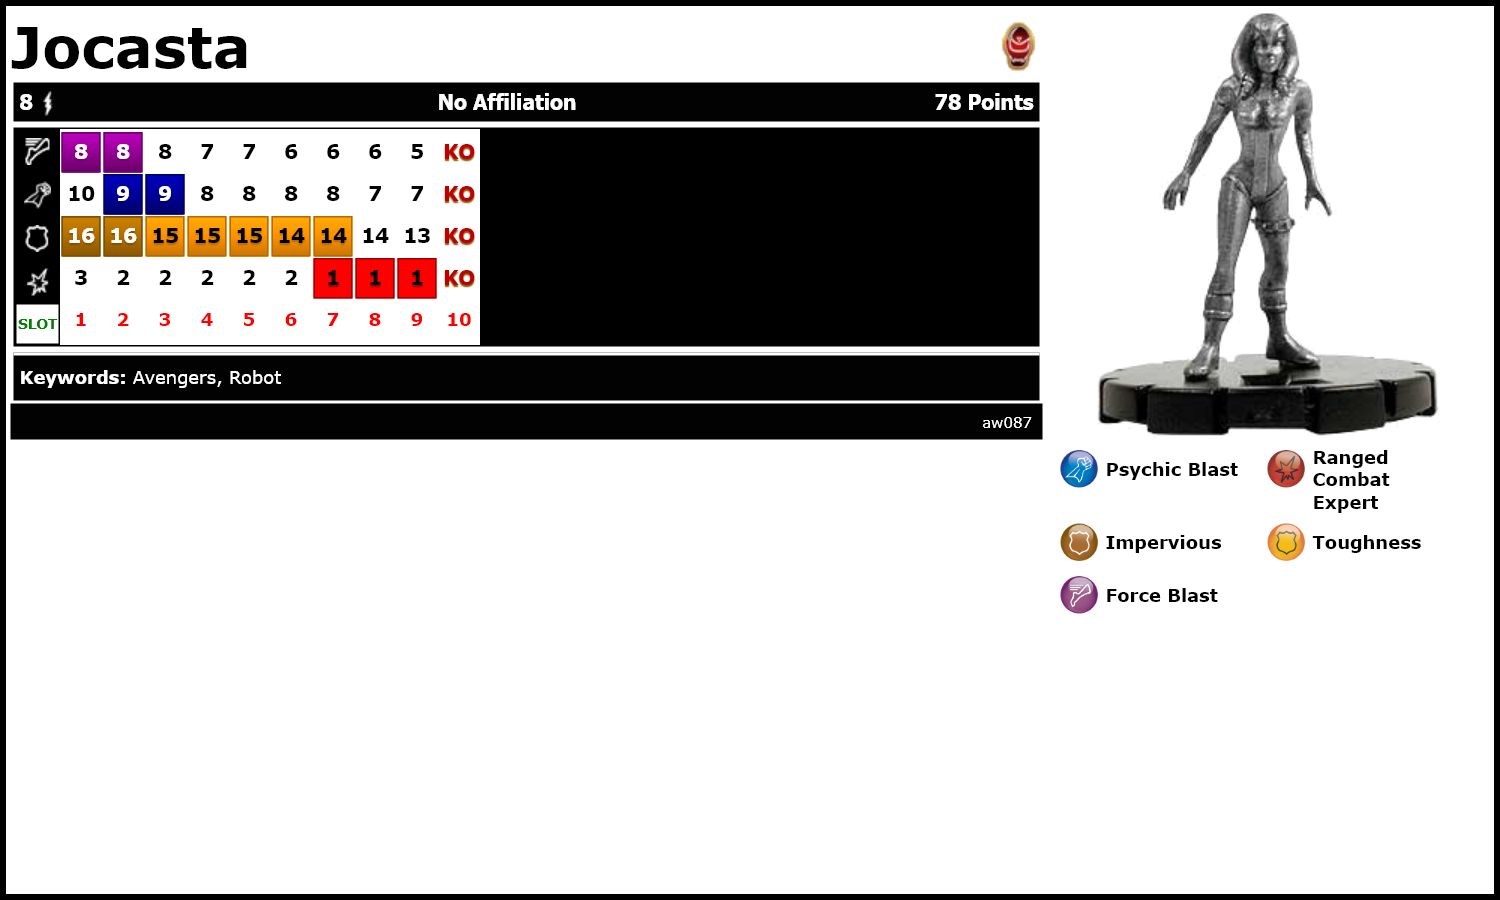 Jocasta
8 No Affiliation 78 Points
8 8 8 7 7 6 6 6 5 KO
10 9 9 8 8 8 8 7 7 KO
16 16 15 15 15 14 14 14 13 KO
3 2 2 2 2 2 1 1 1 KO
SLOT 1 2 3 4 5 6 7 8 9 10
Keywords: Avengers, Robot
aw087
Psychic Blast
Ranged
Combat
Expert
Impervious
Toughness
Force Blast